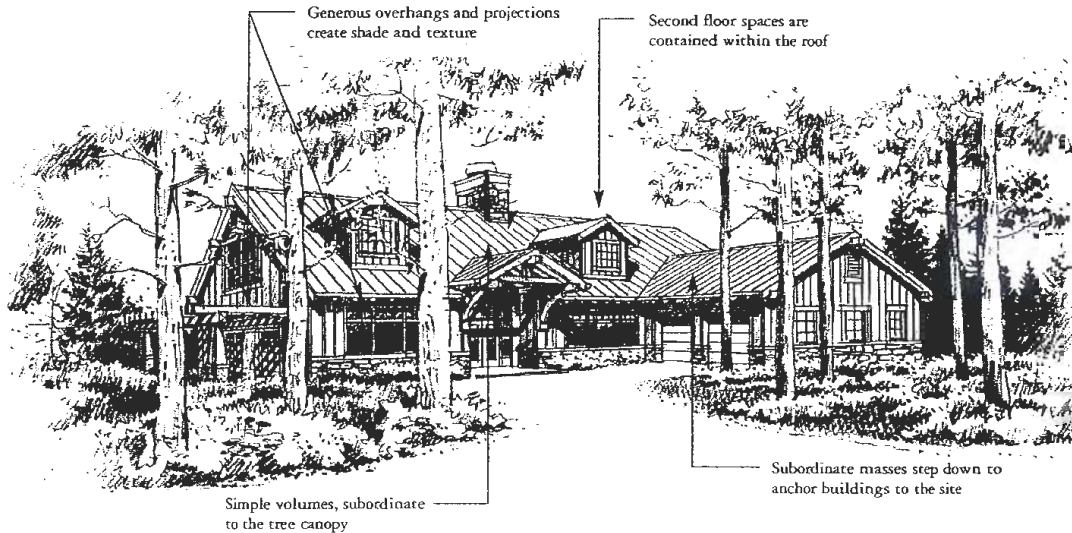 Generous overhangs and projections
create shade and texture
Second floor spaces are
contained within the roof
Simple volumes, subordinate
to the tree canopy
Subordinate masses step down to
anchor buildings to the site